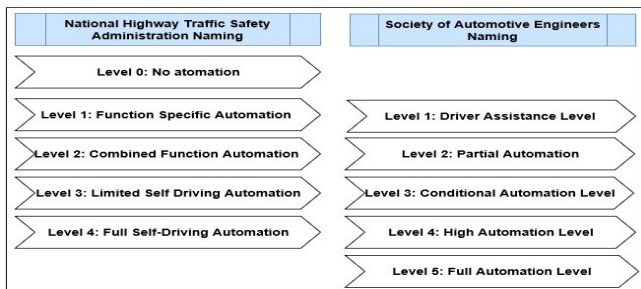 National Highway Traffic Safety
Administration Naming
Level 0: No atomation
Level 1: Function Specific Automation
Level 2: Combined Function Automation
Level 3: Limited Self Driving Automation
Level 4: Full Self-Driving Automation
Society of Automotive Engineers
Naming
Level 1: Driver Assistance Level
Level 2: Partial Automation
Level 3: Conditional Automation Level
Level 4: High Automation Level
Level 5: Full Automation Level